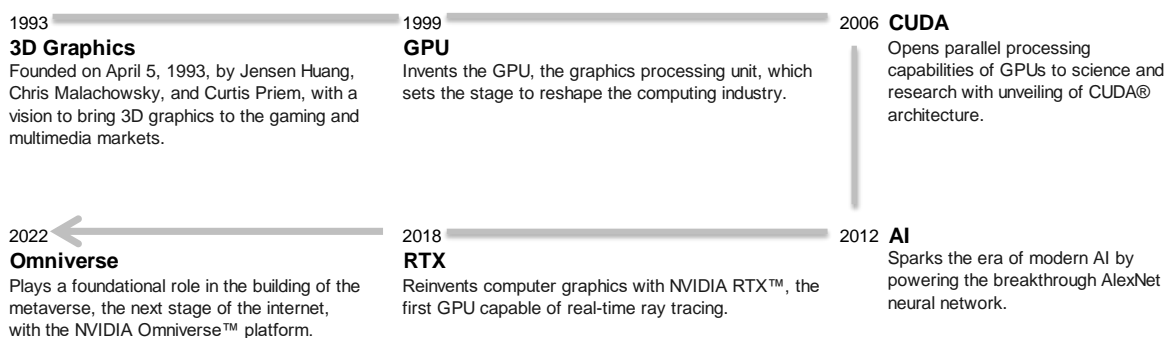 1993
3D Graphics
Founded on April 5, 1993, by Jensen Huang,
Chris Malachowsky, and Curtis Priem, with a
vision to bring 3D graphics to the gaming and
multimedia markets.
1999
GPU
Invents the GPU, the graphics processing unit, which
sets the stage to reshape the computing industry.
2006 CUDA
Opens parallel processing
capabilities of GPUs to science and
research with unveiling of CUDA®
architecture.
2012 AI
Sparks the era of modern AI by
powering the breakthrough AlexNet
neural network.
2018
RTX
Reinvents computer graphics with NVIDIA RTX™, the
first GPU capable of real-time ray tracing.
2022
Omniverse
Plays a foundational role in the building of the
metaverse, the next stage of the internet,
with the NVIDIA Omniverse™ platform.